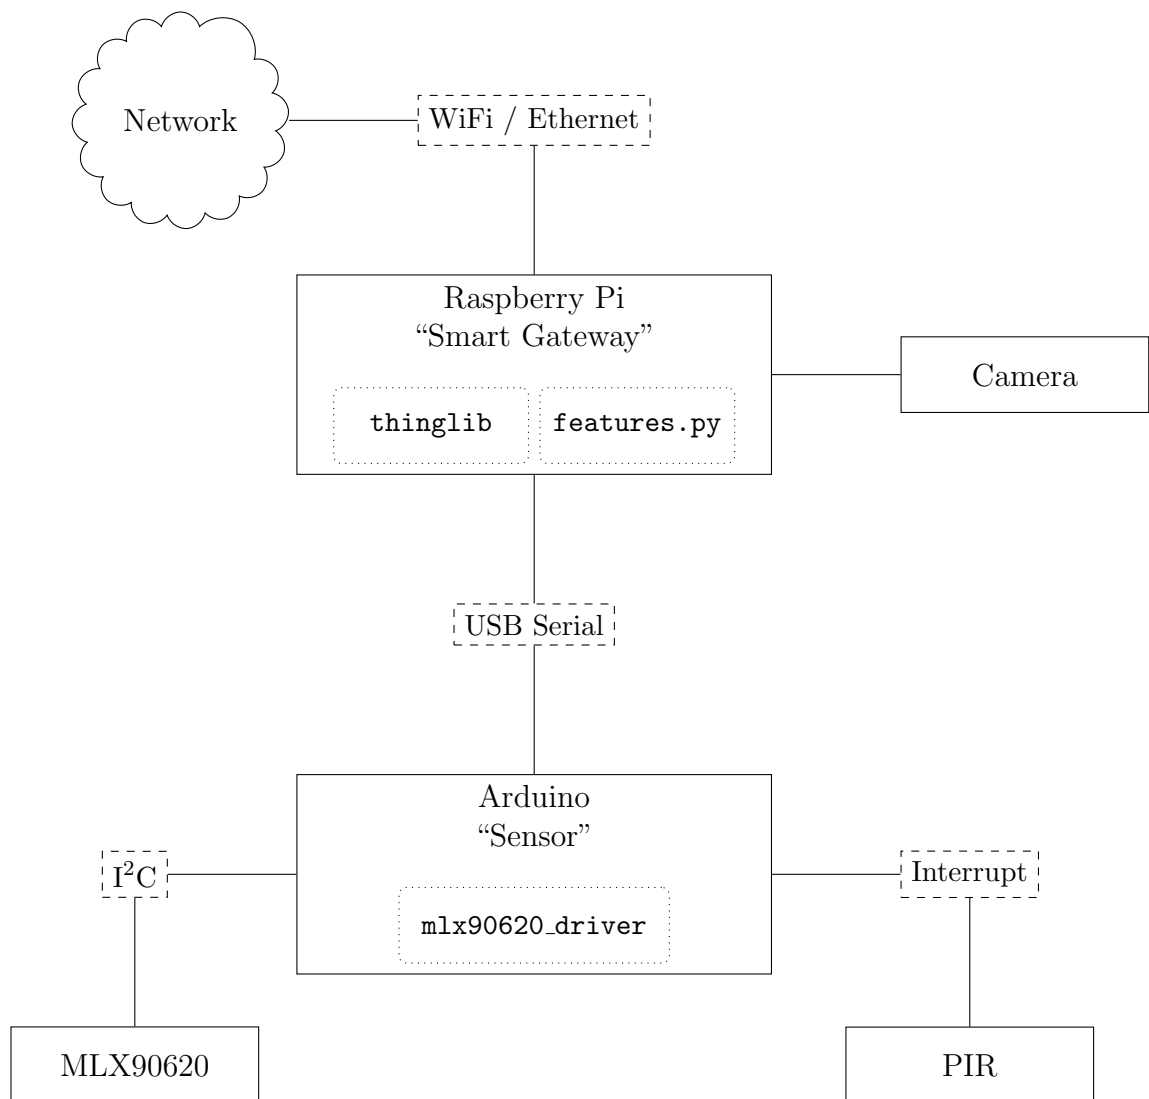 Network
WiFi / Ethernet
Raspberry Pi
“Smart Gateway”
thinglib
features.py
Camera
USB Serial
Arduino
“Sensor”
I²C
Interrupt
mlx90620_driver
MLX90620
PIR